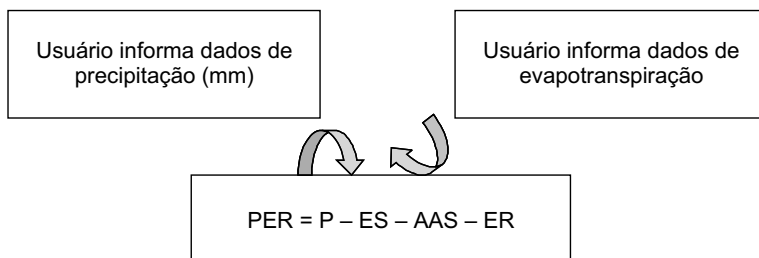 Usuário informa dados de
precipitação (mm)
Usuário informa dados de
evapotranspiração
PER = P – ES – AAS – ER